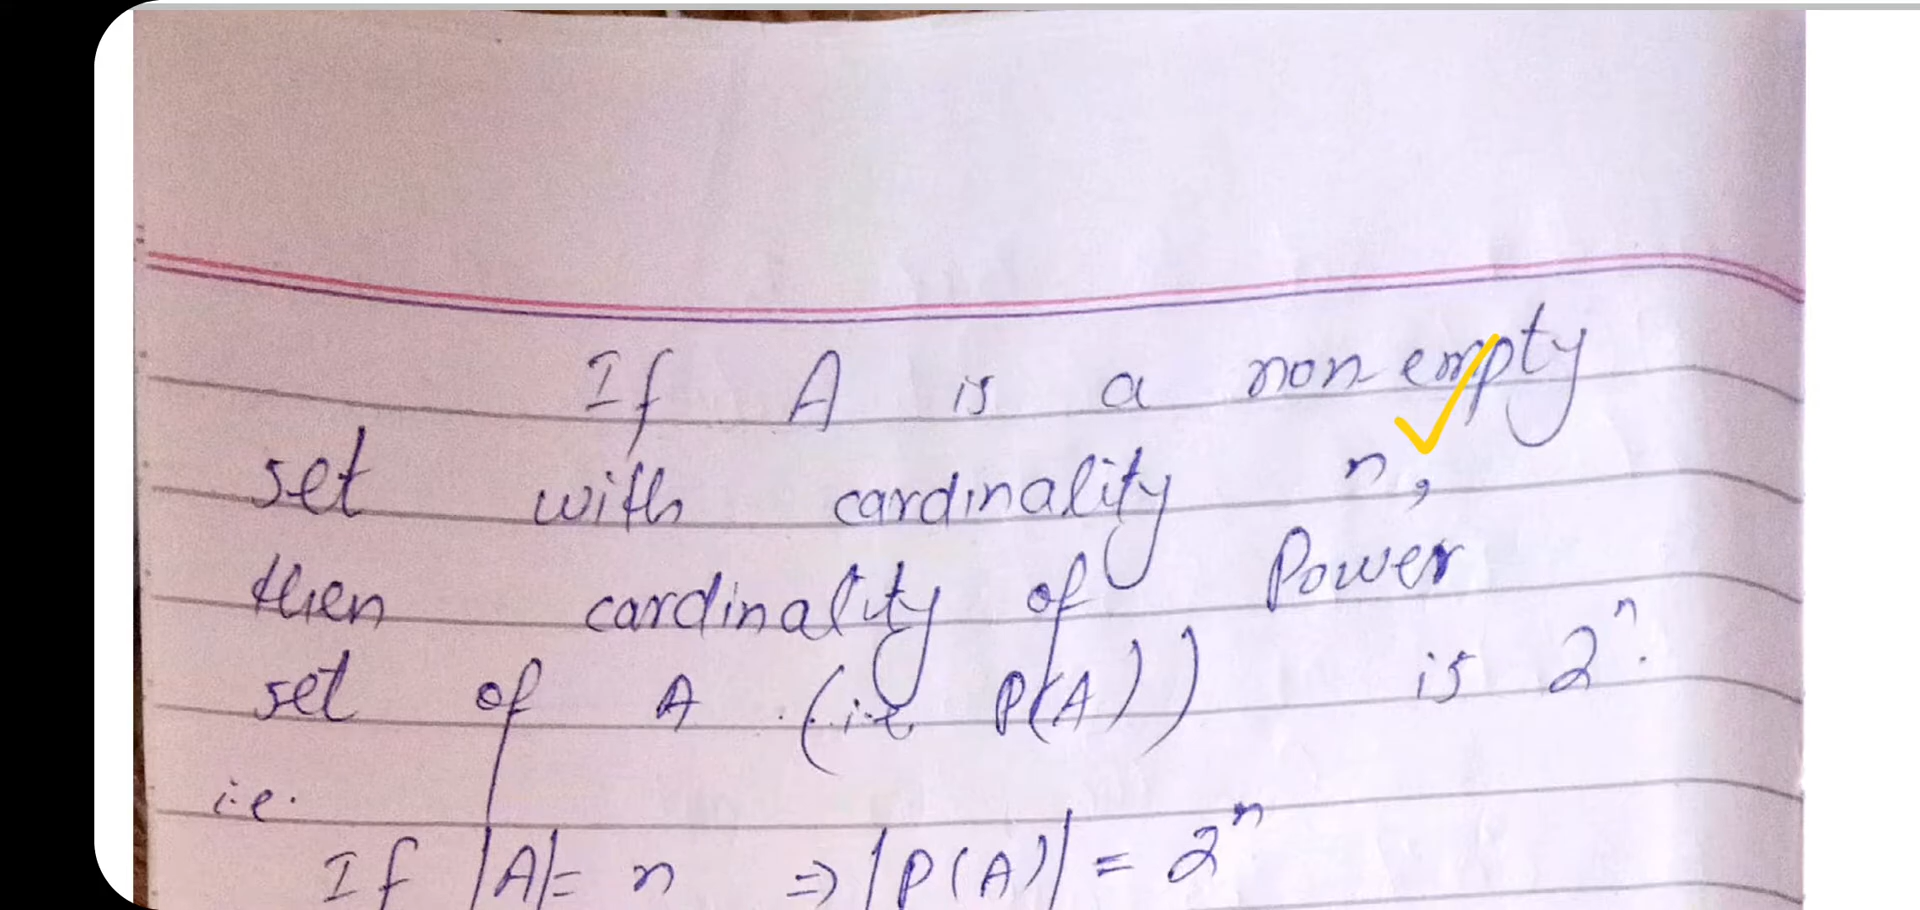 If A is a non empty
set with cardinality n,
then cardinality of Power
set of A (i.e P(A)) is 2ⁿ.
i.e.
If |A| = n ⇒ |P(A)| = 2ⁿ